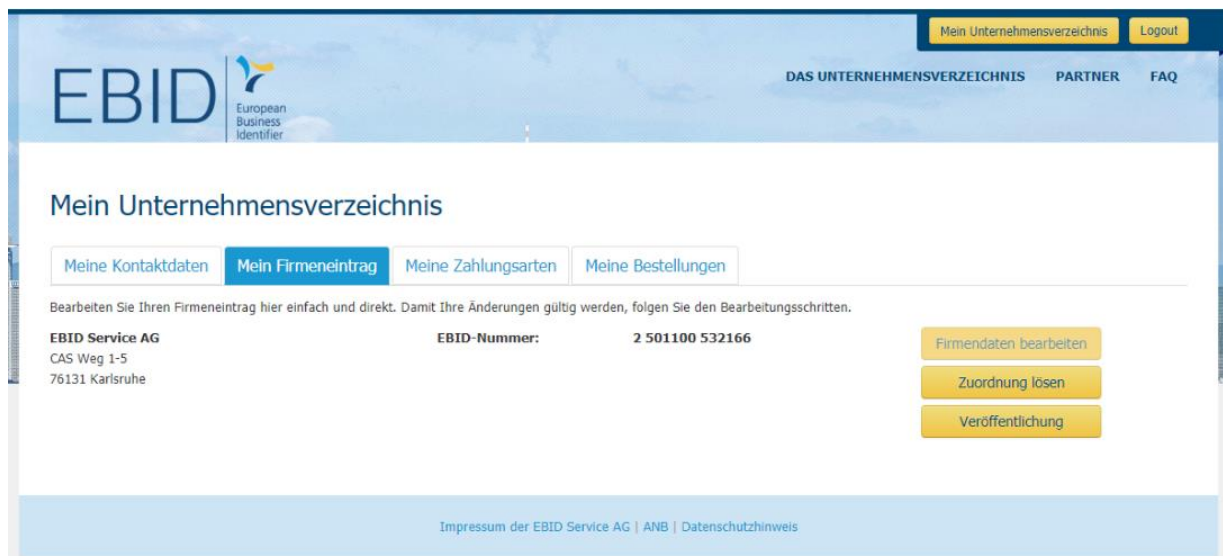 Mein Unternehmensverzeichnis Logout
EBID
European
Business
Identifier
DAS UNTERNEHMENSVERZEICHNIS PARTNER FAQ
Mein Unternehmensverzeichnis
Meine Kontaktdaten Mein Firmeneintrag Meine Zahlungsarten Meine Bestellungen
Bearbeiten Sie Ihren Firmeneintrag hier einfach und direkt. Damit Ihre Änderungen gültig werden, folgen Sie den Bearbeitungsschritten.
EBID Service AG EBID-Nummer: 2 501100 532166
CAS Weg 1-5
76131 Karlsruhe
Firmendaten bearbeiten
Zuordnung lösen
Veröffentlichung
Impressum der EBID Service AG | ANB | Datenschutzhinweis